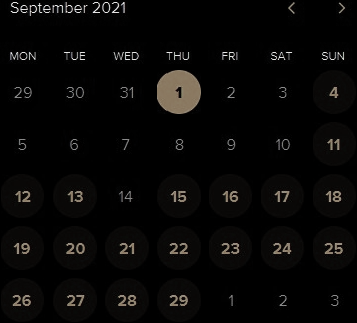 September 2021 < >
MON TUE WED THU FRI SAT SUN
29 30 31 1 2 3 4
5 6 7 8 9 10 11
12 13 14 15 16 17 18
19 20 21 22 23 24 25
26 27 28 29 1 2 3